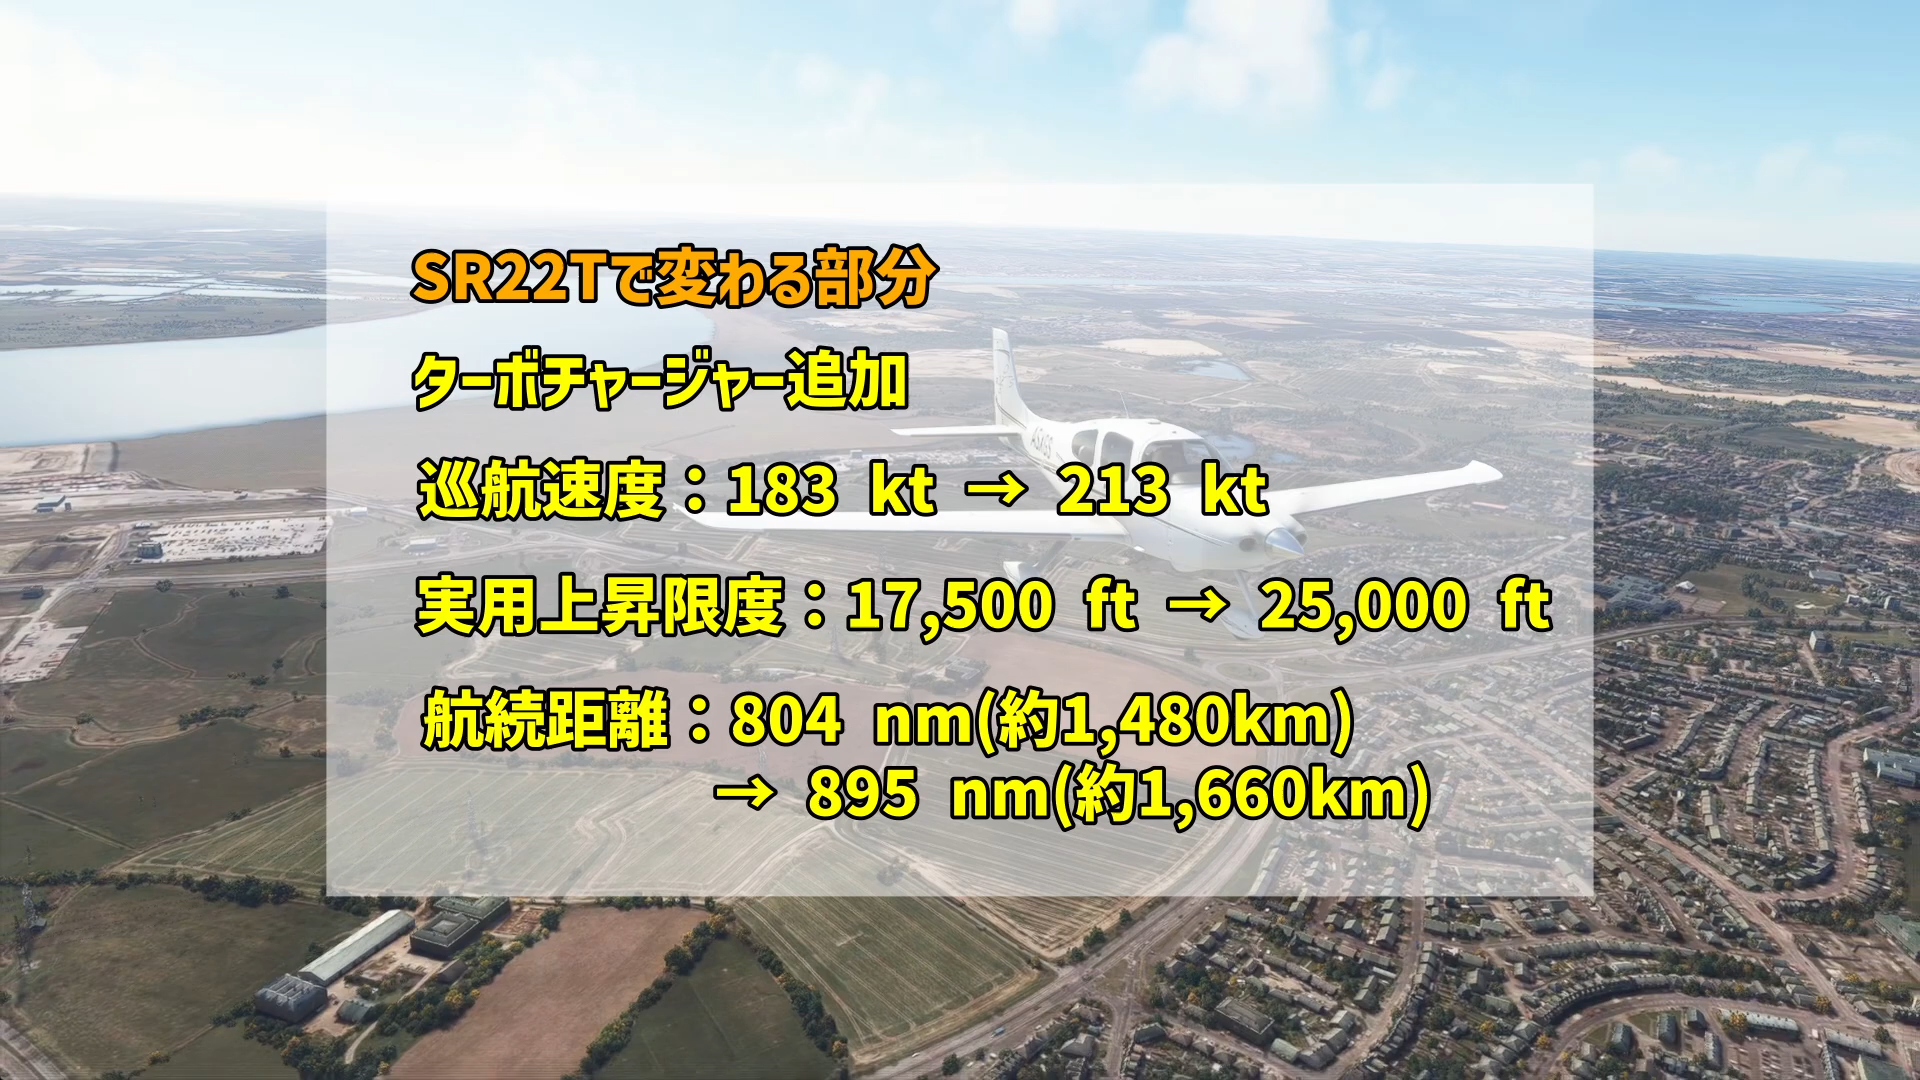 SR22Tで変わる部分
ターボチャージャー追加
巡航速度：183 kt → 213 kt
実用上昇限度：17,500 ft → 25,000 ft
航続距離：804 nm(約1,480km)
→ 895 nm(約1,660km)